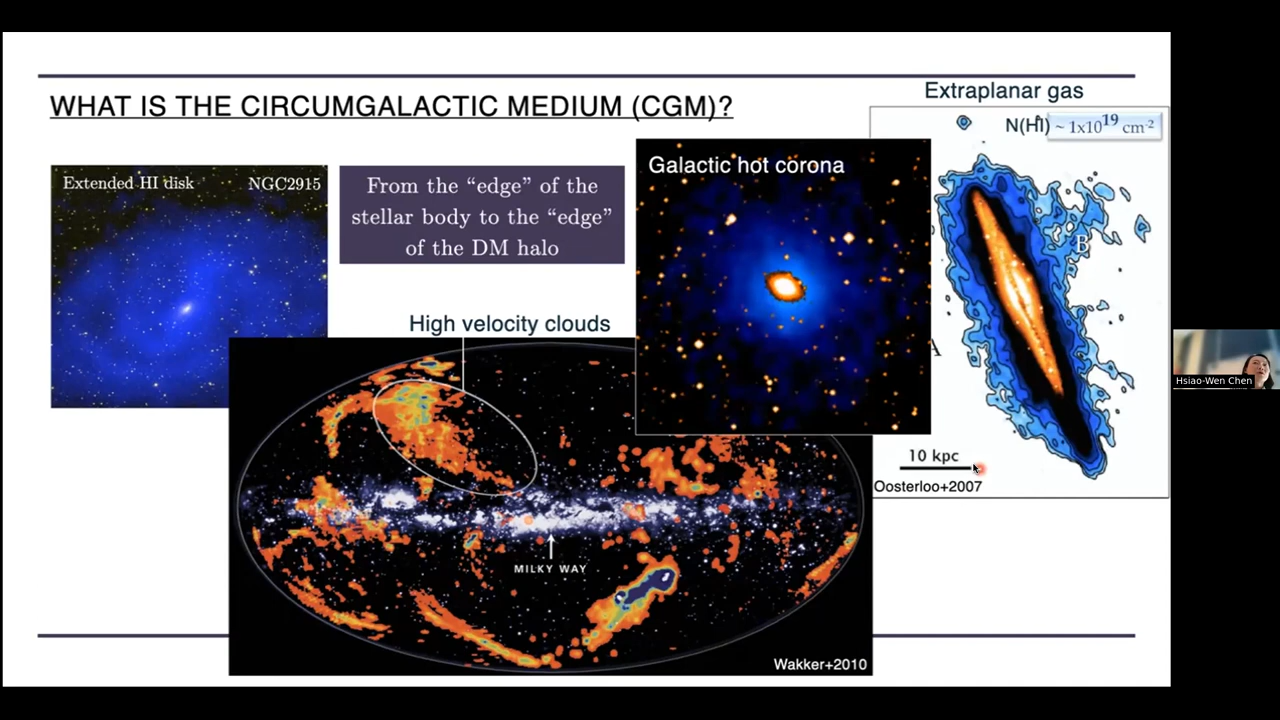 WHAT IS THE CIRCUMGALACTIC MEDIUM (CGM)?
Extraplanar gas
N(HI) ~ 1x10¹⁹ cm⁻²
Extended HI disk NGC2915
From the “edge” of the
stellar body to the “edge”
of the DM halo
Galactic hot corona
B
A
High velocity clouds
10 kpc
Oosterloo+2007
MILKY WAY
Wakker+2010
Hsiao-Wen Chen